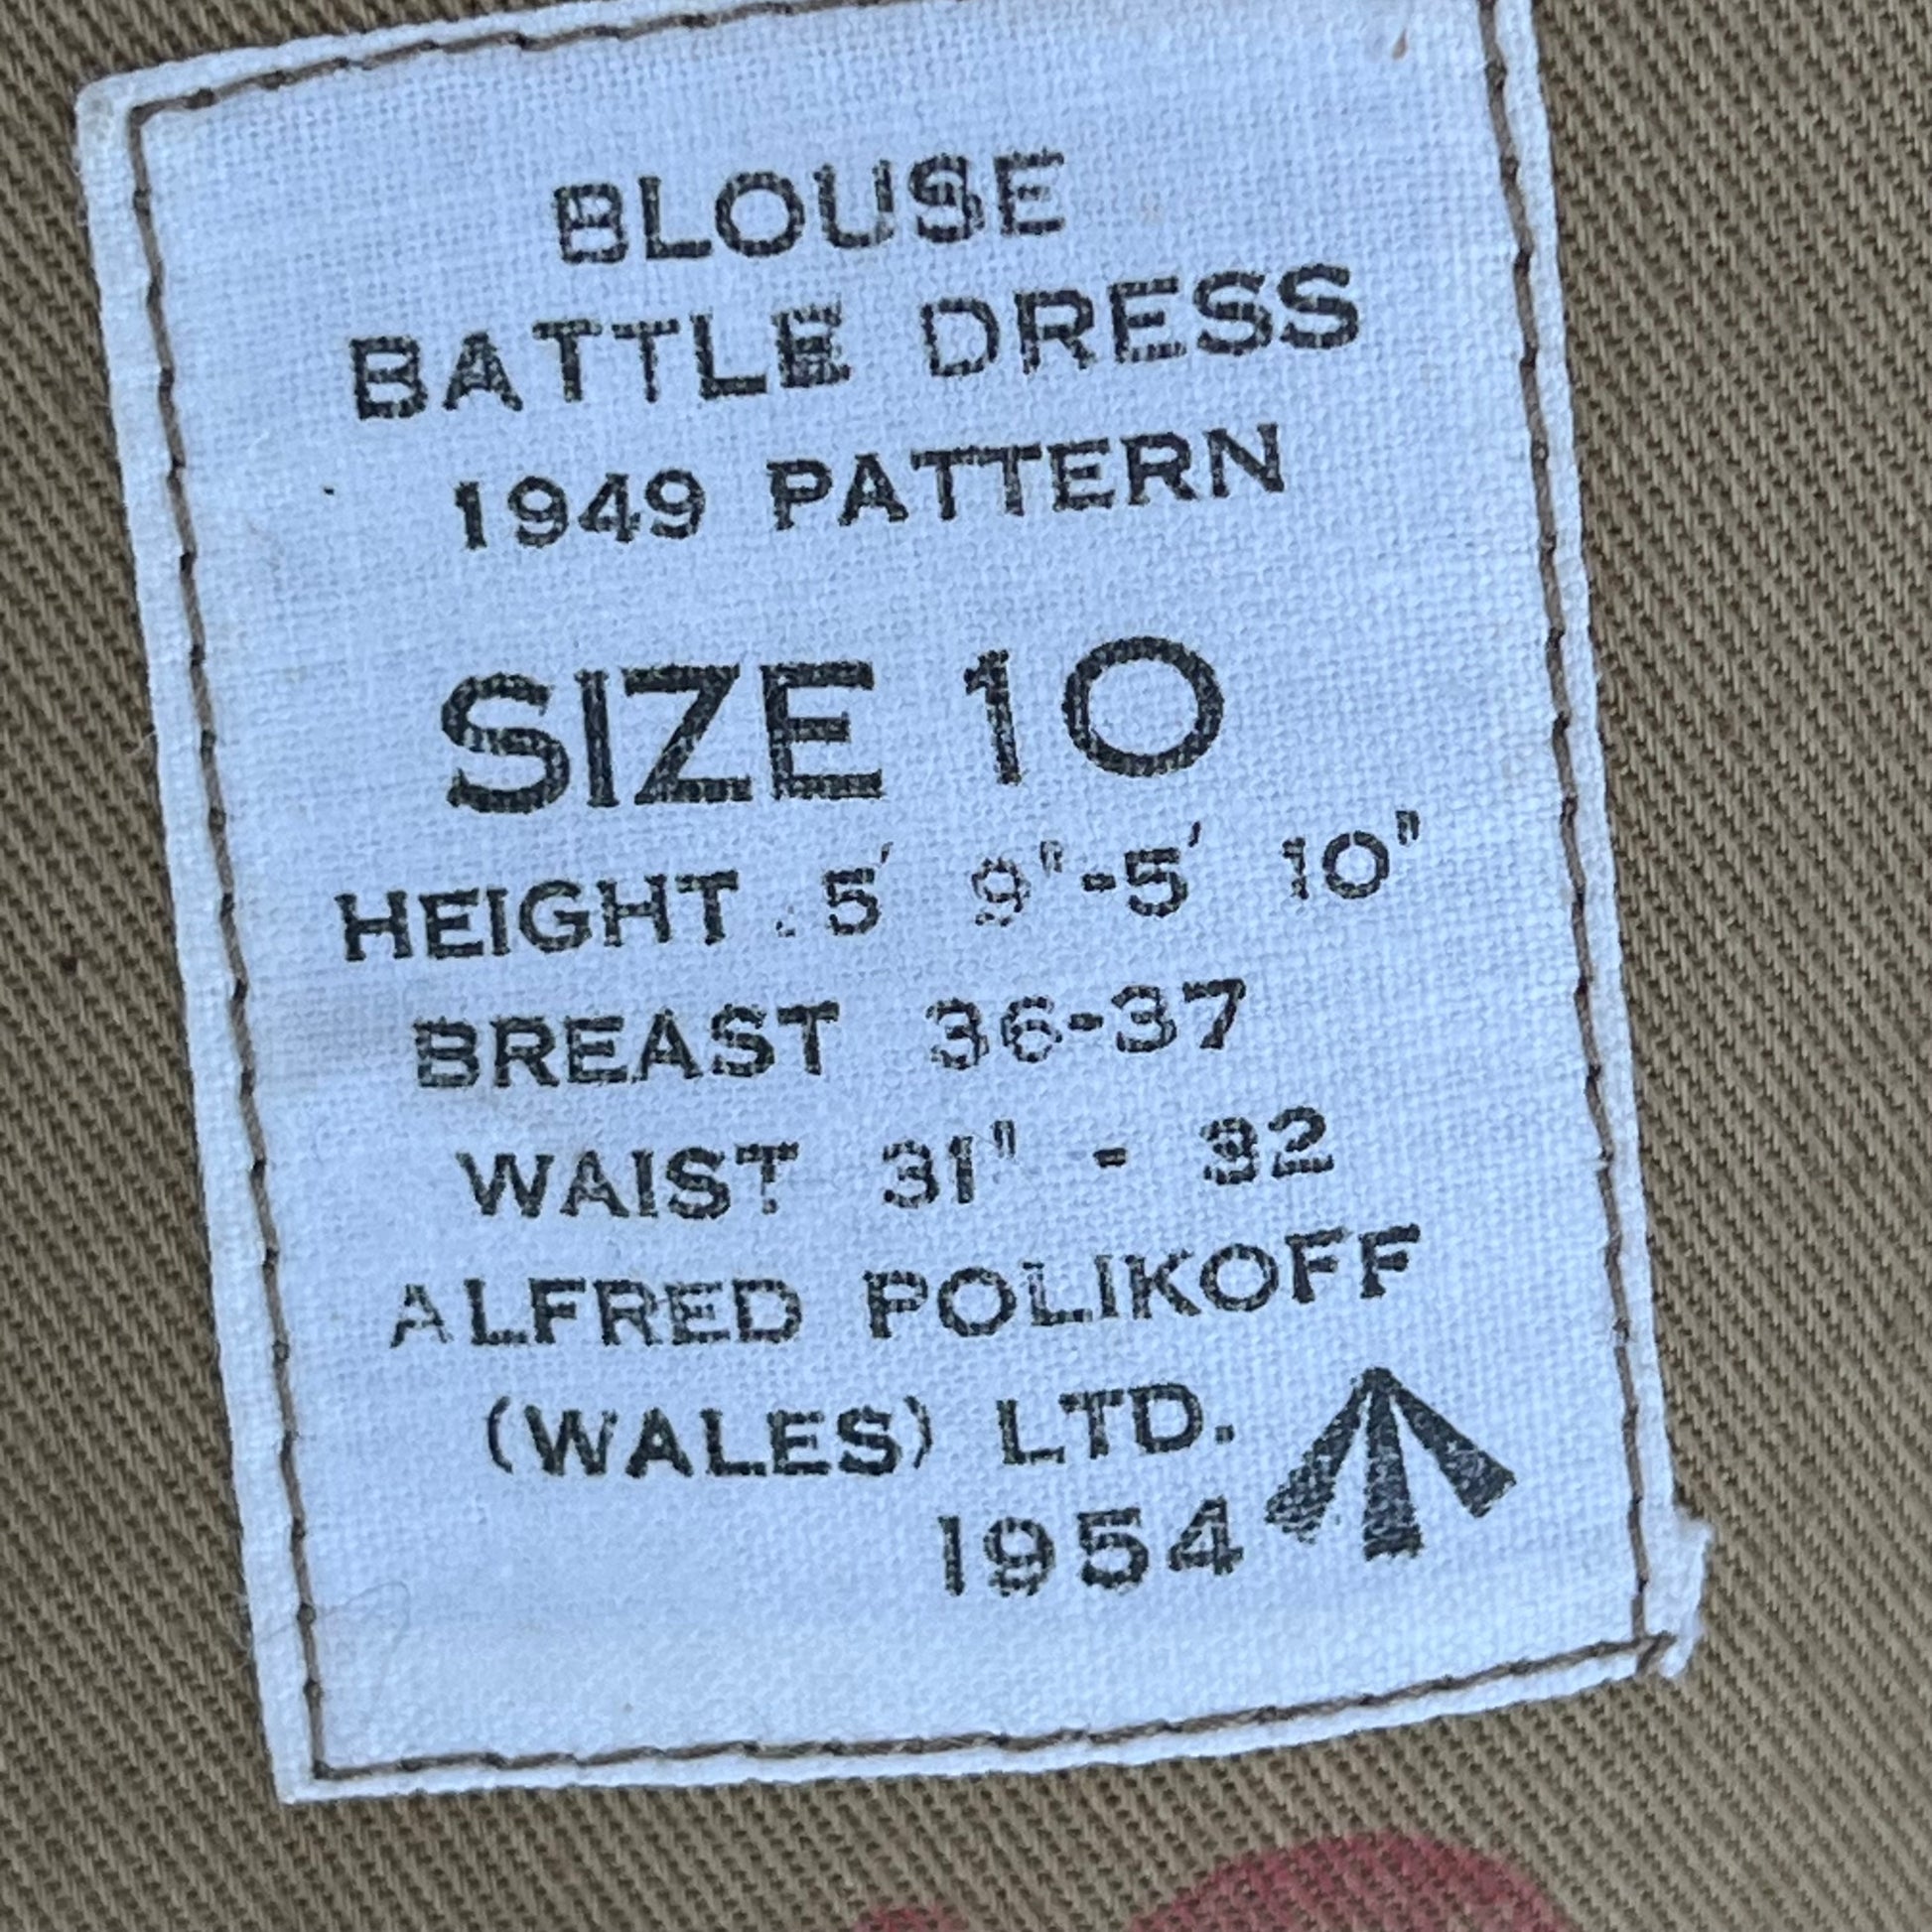 BLOUSE
BATTLE DRESS
1949 PATTERN
SIZE 10
HEIGHT 5' 9"-5' 10"
BREAST 36-37
WAIST 31" - 32
ALFRED POLIKOFF
(WALES) LTD.
1954